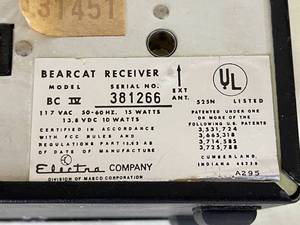 31451
BEARCAT RECEIVER
MODEL SERIAL NO.
BC IV 381266
EXT
ANT.
117 VAC 50-60HZ. 15 WATTS
13.8 VDC 10 WATTS
CERTIFIED IN ACCORDANCE
WITH FCC RULES AND
REGULATIONS PART 15,63 AS
OF DATE OF MANUFACTURE
Electra COMPANY
DIVISION OF MASCO CORPORATION
UL
525N LISTED
PATENTED UNDER ONE
OR MORE OF
THE FOLLOWING U.S. PATENTS
3,531,724
3,665,318
3,714,585
3,725,788
CUMBERLAND,
INDIANA 46229
A295